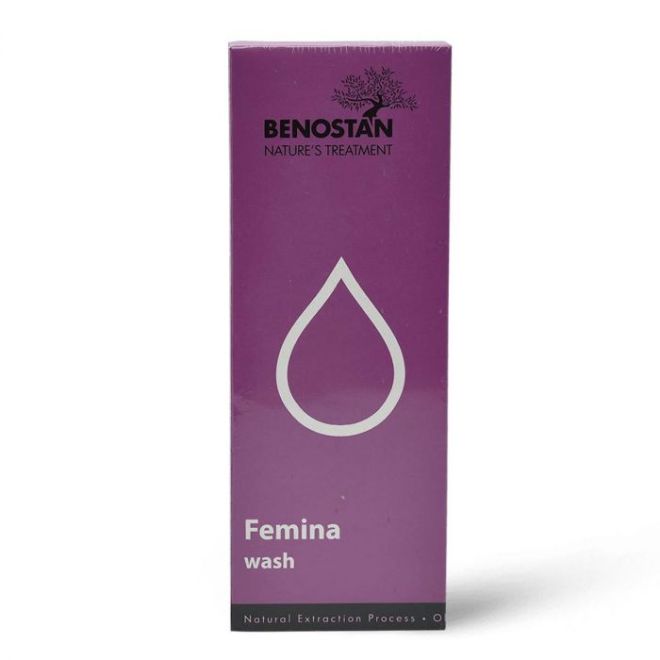 BENOSTAN
NATURE'S TREATMENT
Femina
wash
Natural Extraction Process •